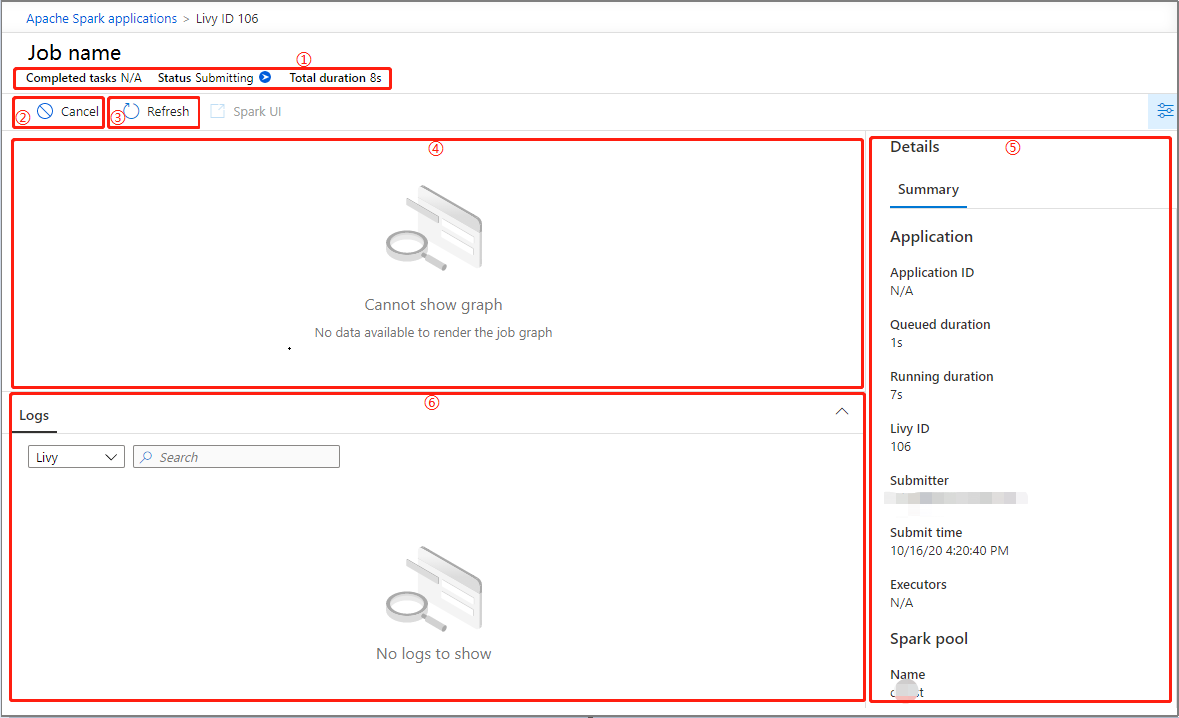 Apache Spark applications > Livy ID 106
Job name
①
Completed tasks N/A Status Submitting Total duration 8s
② Cancel ③ Refresh Spark UI
④
Cannot show graph
No data available to render the job graph
⑥
Logs
Livy Search
No logs to show
Details ⑤
Summary
Application
Application ID
N/A
Queued duration
1s
Running duration
7s
Livy ID
106
Submitter
Submit time
10/16/20 4:20:40 PM
Executors
N/A
Spark pool
Name